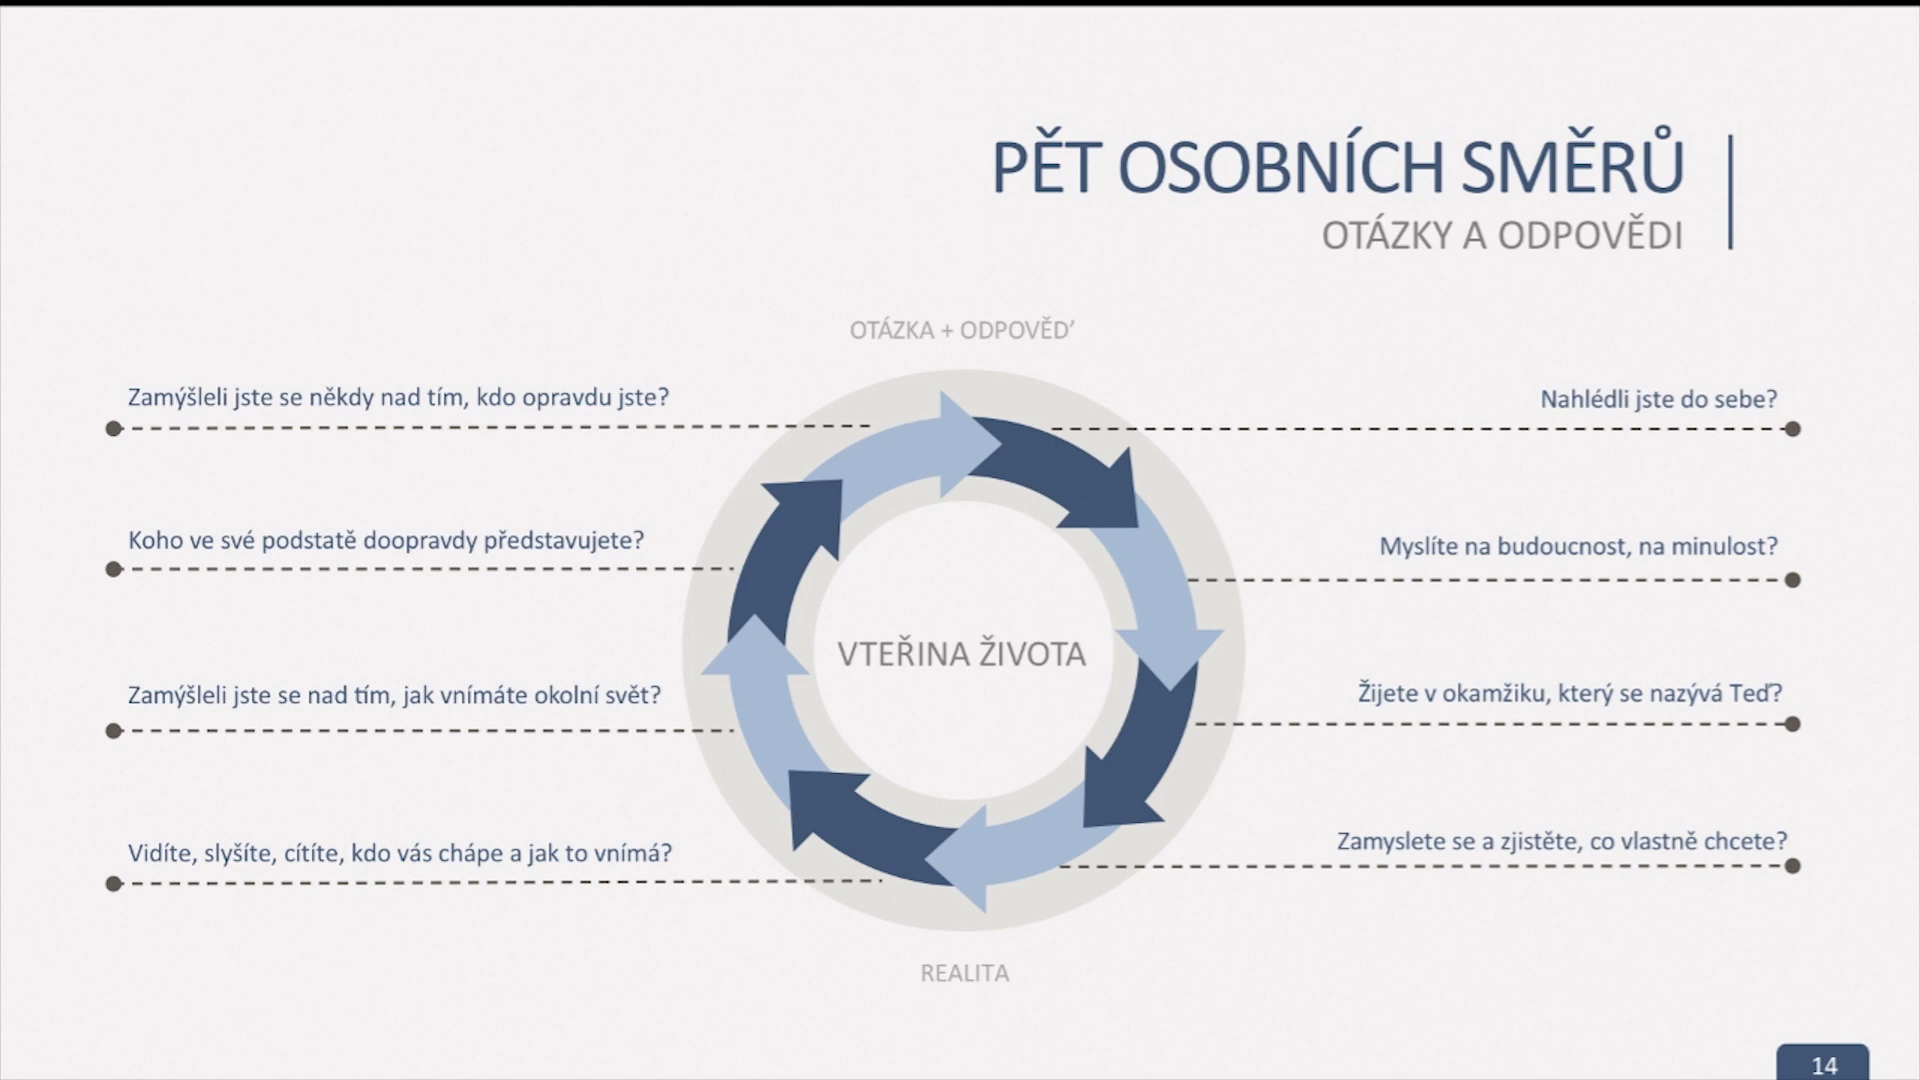 PĚT OSOBNÍCH SMĚRŮ
OTÁZKY A ODPOVĚDI
OTÁZKA + ODPOVĚĎ
Zamýšleli jste se někdy nad tím, kdo opravdu jste?
Koho ve své podstatě doopravdy představujete?
Zamýšleli jste se nad tím, jak vnímáte okolní svět?
Vidíte, slyšíte, cítíte, kdo vás chápe a jak to vnímá?
VTEŘINA ŽIVOTA
Nahlédli jste do sebe?
Myslíte na budoucnost, na minulost?
Žijete v okamžiku, který se nazývá Teď?
Zamyslete se a zjistěte, co vlastně chcete?
REALITA
14